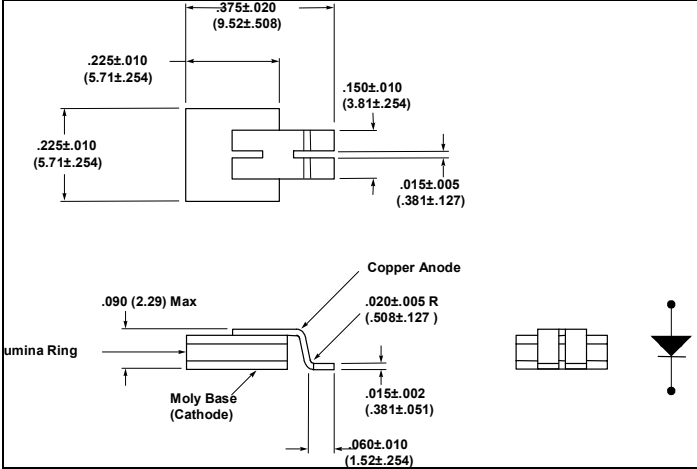 .375±.020
(9.52±.508)
.225±.010
(5.71±.254)
.150±.010
(3.81±.254)
.225±.010
(5.71±.254)
.015±.005
(.381±.127)
Copper Anode
.090 (2.29) Max
.020±.005 R
(.508±.127 )
umina Ring
Moly Base
(Cathode)
.015±.002
(.381±.051)
.060±.010
(1.52±.254)